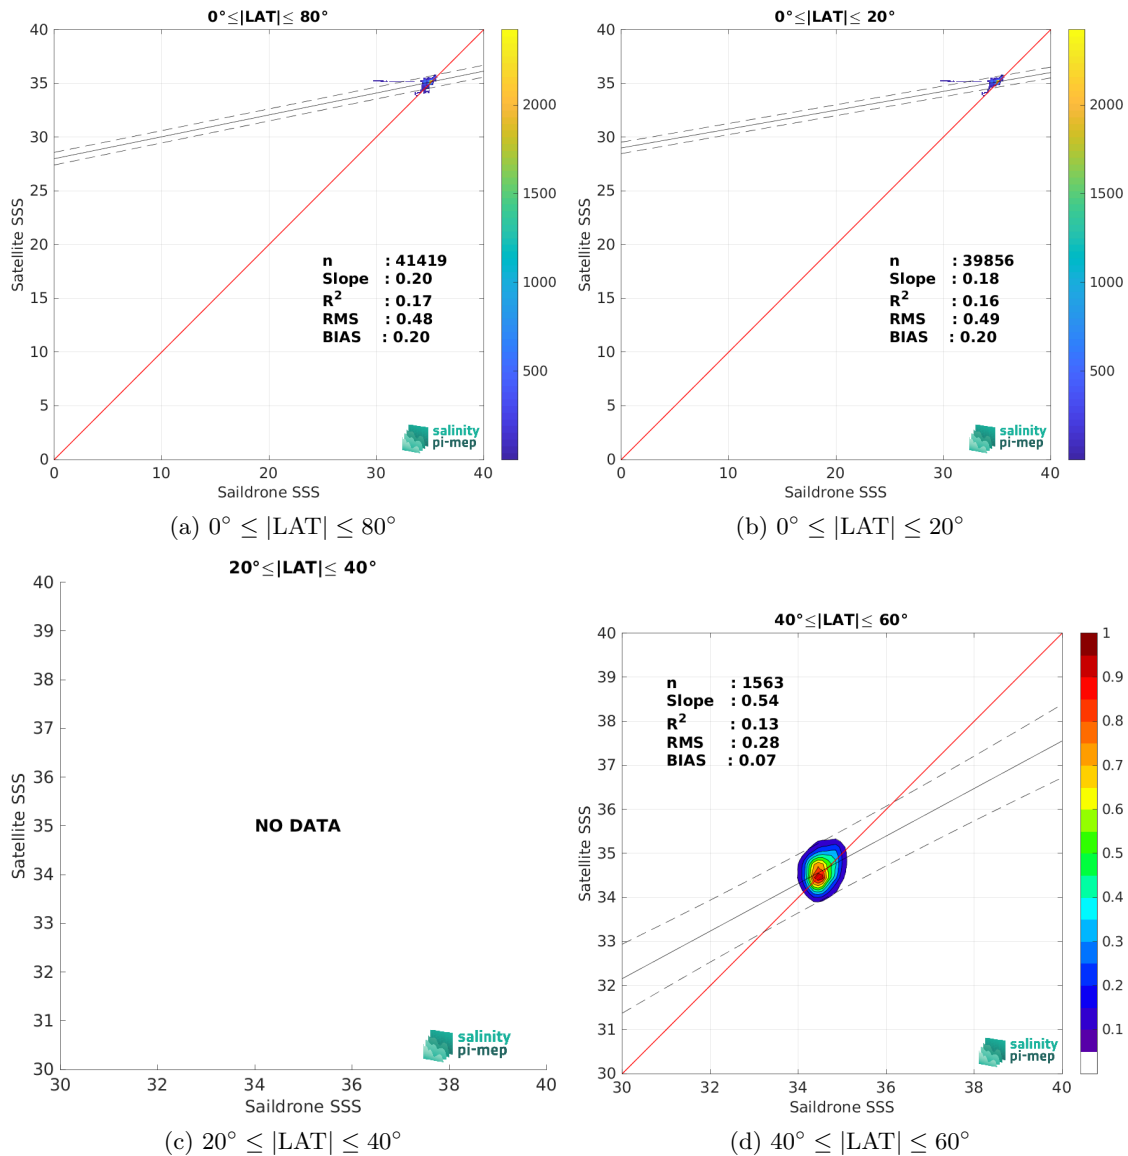 0°≤|LAT|≤ 80°
40
35
30
25
20
15
10
5
0
Satellite SSS
n : 41419
Slope : 0.20
R² : 0.17
RMS : 0.48
BIAS : 0.20
salinity
pi-mep
0 10 20 30 40
Saildrone SSS
2000
1500
1000
500
(a) 0° ≤ |LAT| ≤ 80°
0°≤|LAT|≤ 20°
40
35
30
25
20
15
10
5
0
Satellite SSS
n : 39856
Slope : 0.18
R² : 0.16
RMS : 0.49
BIAS : 0.20
salinity
pi-mep
0 10 20 30 40
Saildrone SSS
2000
1500
1000
500
(b) 0° ≤ |LAT| ≤ 20°
20°≤|LAT|≤ 40°
40
39
38
37
36
35
34
33
32
31
30
Satellite SSS
NO DATA
salinity
pi-mep
30 32 34 36 38 40
Saildrone SSS
(c) 20° ≤ |LAT| ≤ 40°
40°≤|LAT|≤ 60°
40
39
38
37
36
35
34
33
32
31
30
Satellite SSS
n : 1563
Slope : 0.54
R² : 0.13
RMS : 0.28
BIAS : 0.07
salinity
pi-mep
30 32 34 36 38 40
Saildrone SSS
1
0.9
0.8
0.7
0.6
0.5
0.4
0.3
0.2
0.1
(d) 40° ≤ |LAT| ≤ 60°